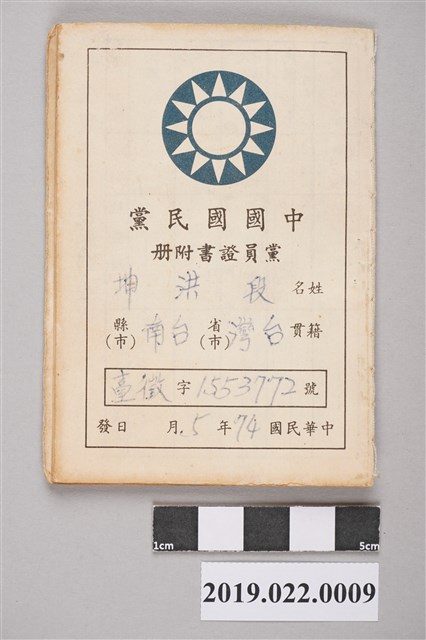 中國國民黨
黨員證書附冊
姓名 段洪坤
籍貫 台灣省(市)台南縣(市)
臺徵字1553772號
中華民國74年5月 日發
1cm 5cm
2019.022.0009